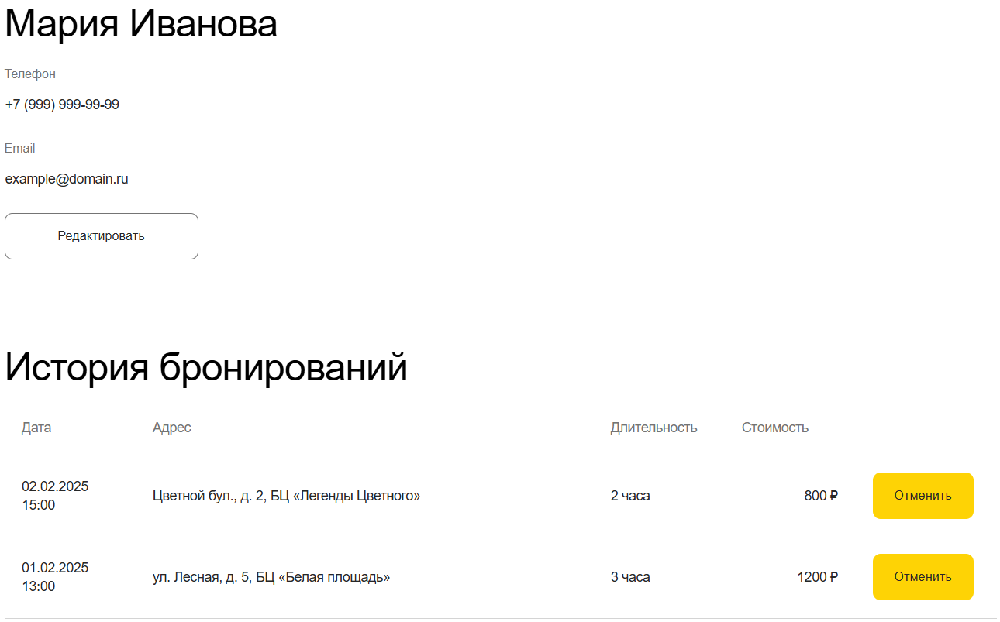 Мария Иванова
Телефон
+7 (999) 999-99-99
Email
example@domain.ru
Редактировать
История бронирований
Дата Адрес Длительность Стоимость
02.02.2025
15:00
Цветной бул., д. 2, БЦ «Легенды Цветного» 2 часа 800 ₽ Отменить
01.02.2025
13:00
ул. Лесная, д. 5, БЦ «Белая площадь» 3 часа 1200 ₽ Отменить